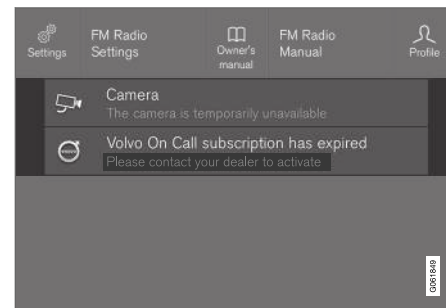 Settings
FM Radio
Settings
Owner's
manual
FM Radio
Manual
Profile
Camera
The camera is temporarily unavailable
VOLVO
Volvo On Call subscription has expired
Please contact your dealer to activate
G061849